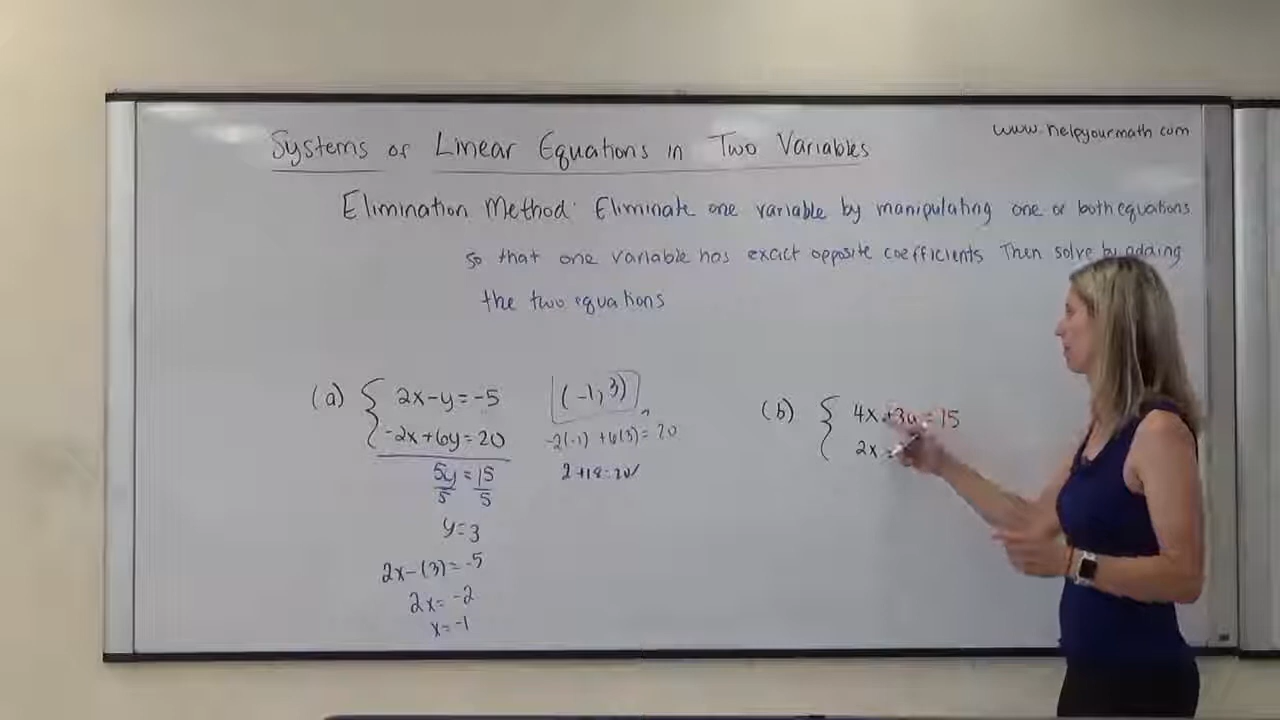 Systems of Linear Equations in Two Variables
www.helpyourmath.com
Elimination Method: Eliminate one variable by manipulating one or both equations
so that one variable has exact opposite coefficients Then solve by adding
the two equations
(a) { 2x-y=-5
-2x+6y=20
5y = 15
5 5
y=3
2x-(3)=-5
2x=-2
x=-1
(-1,3)
-2(-1)+6(3)=20 ?
2+18=20✓
(b) { 4x+3y=15
2x